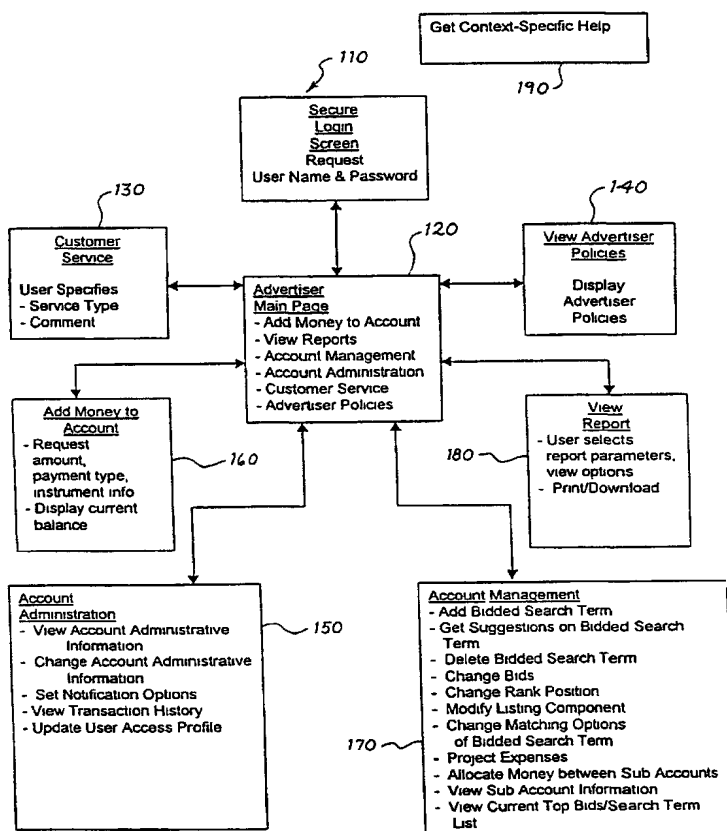 Get Context-Specific Help
190
110
Secure
Login
Screen
Request
User Name & Password
130
Customer
Service
User Specifies
- Service Type
- Comment
120
Advertiser
Main Page
- Add Money to Account
- View Reports
- Account Management
- Account Administration
- Customer Service
- Advertiser Policies
140
View Advertiser
Policies
Display
Advertiser
Policies
Add Money to
Account
- Request
amount,
payment type,
instrument info
- Display current
balance
160
View
Report
- User selects
report parameters,
view options
- Print/Download
180
Account
Administration
- View Account Administrative
Information
- Change Account Administrative
Information
- Set Notification Options
- View Transaction History
- Update User Access Profile
150
Account Management
- Add Bidded Search Term
- Get Suggestions on Bidded Search
Term
- Delete Bidded Search Term
- Change Bids
- Change Rank Position
- Modify Listing Component
- Change Matching Options
of Bidded Search Term
- Project Expenses
- Allocate Money between Sub Accounts
- View Sub Account Information
- View Current Top Bids/Search Term
List
170